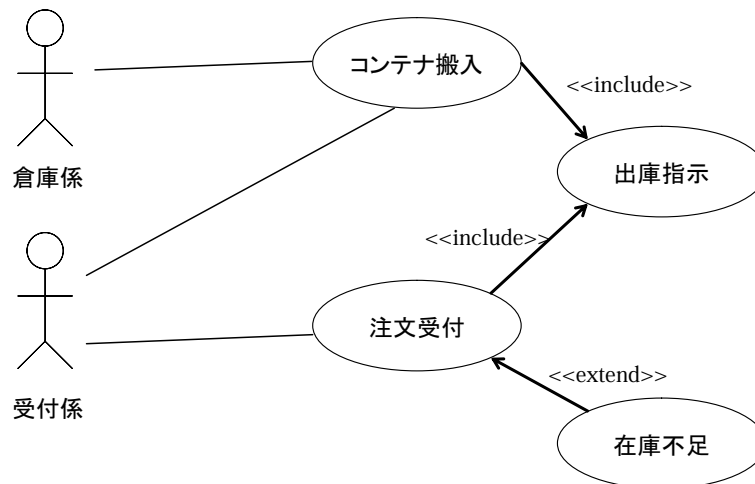 コンテナ搬入
<<include>>
倉庫係
出庫指示
<<include>>
注文受付
<<extend>>
受付係
在庫不足